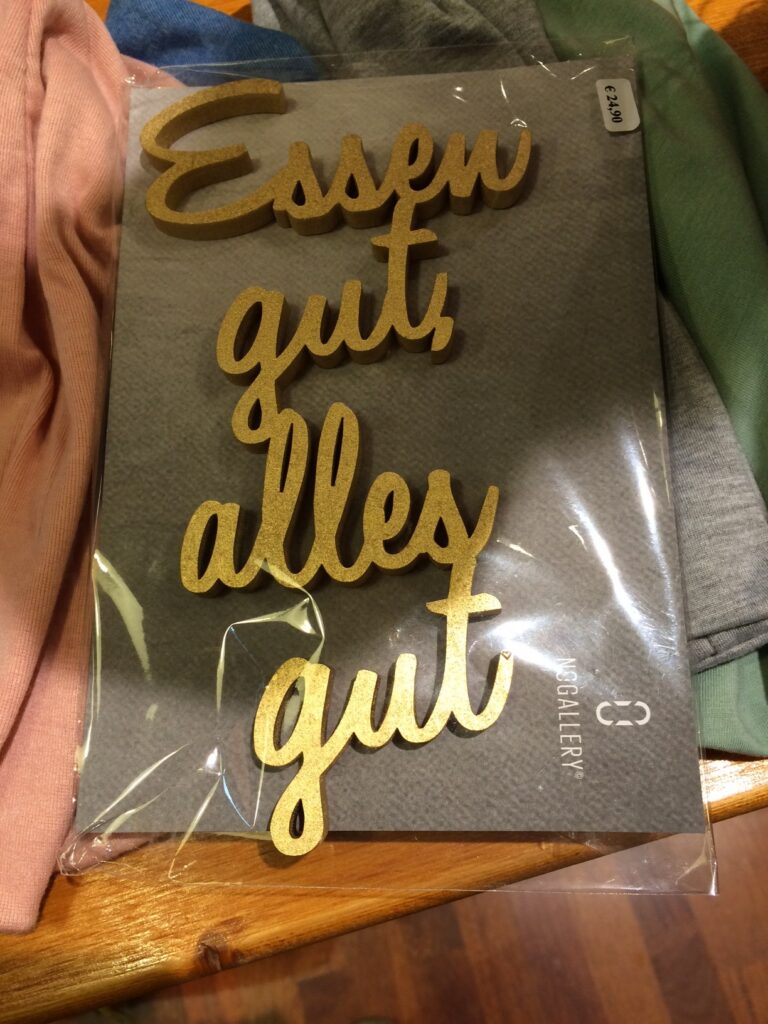 € 24,90
Essen
gut,
alles
gut
NOGALLERY©